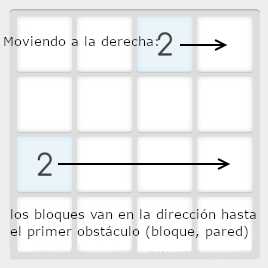 Moviendo a la derecha:
2
2
los bloques van en la dirección hasta
el primer obstáculo (bloque, pared)